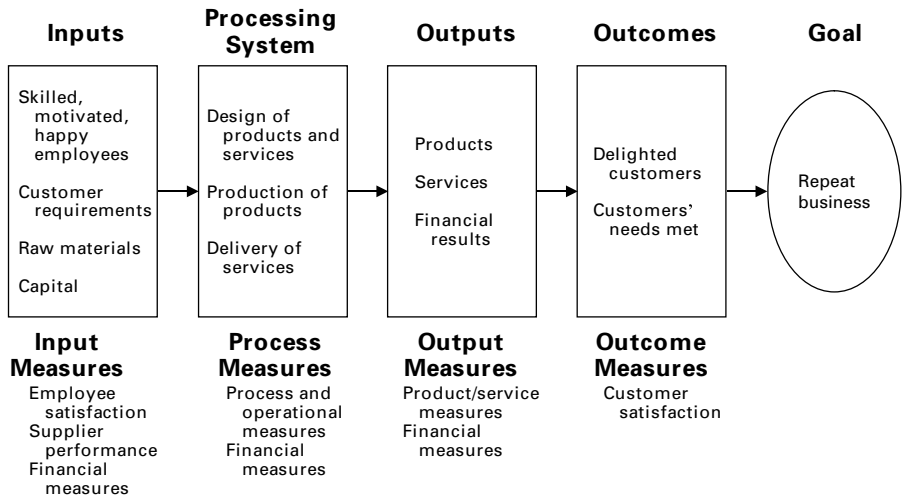 Inputs
Processing
System
Outputs
Outcomes
Goal
Skilled,
motivated,
happy
employees
Customer
requirements
Raw materials
Capital
Design of
products and
services
Production of
products
Delivery of
services
Products
Services
Financial
results
Delighted
customers
Customers’
needs met
Repeat
business
Input
Measures
Employee
satisfaction
Supplier
performance
Financial
measures
Process
Measures
Process and
operational
measures
Financial
measures
Output
Measures
Product/service
measures
Financial
measures
Outcome
Measures
Customer
satisfaction